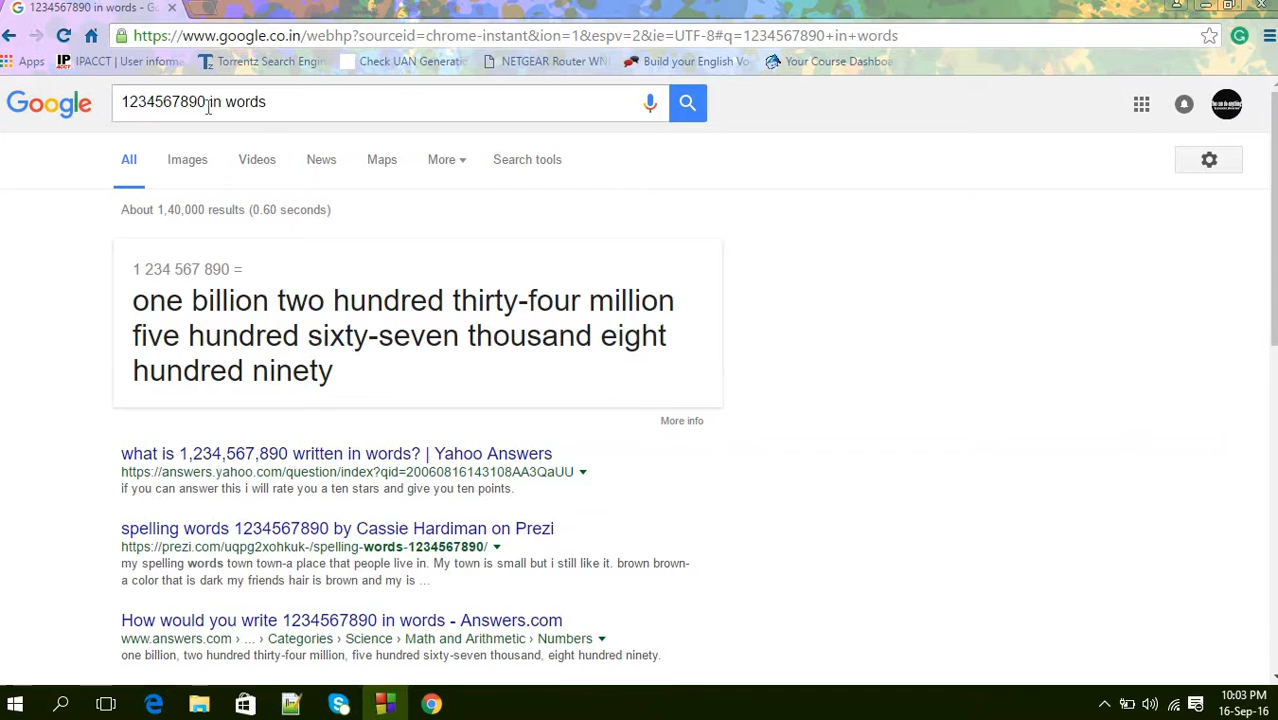 1234567890 in words - Go
https://www.google.co.in/webhp?sourceid=chrome-instant&ion=1&espv=2&ie=UTF-8#q=1234567890+in+words
Apps IPACCT | User informa Torrentz Search Engin Check UAN Generatio NETGEAR Router WNR Build your English Voc Your Course Dashboa
Google 1234567890 in words
All Images Videos News Maps More Search tools
About 1,40,000 results (0.60 seconds)
1 234 567 890 =
one billion two hundred thirty-four million
five hundred sixty-seven thousand eight
hundred ninety
More info
what is 1,234,567,890 written in words? | Yahoo Answers
https://answers.yahoo.com/question/index?qid=20060816143108AA3QaUU
if you can answer this i will rate you a ten stars and give you ten points.
spelling words 1234567890 by Cassie Hardiman on Prezi
https://prezi.com/uqpg2xohkuk-/spelling-words-1234567890/
my spelling words town town-a place that people live in. My town is small but i still like it. brown brown-
a color that is dark my friends hair is brown and my is ...
How would you write 1234567890 in words - Answers.com
www.answers.com › ... › Categories › Science › Math and Arithmetic › Numbers
one billion, two hundred thirty-four million, five hundred sixty-seven thousand, eight hundred ninety.
10:03 PM
16-Sep-16